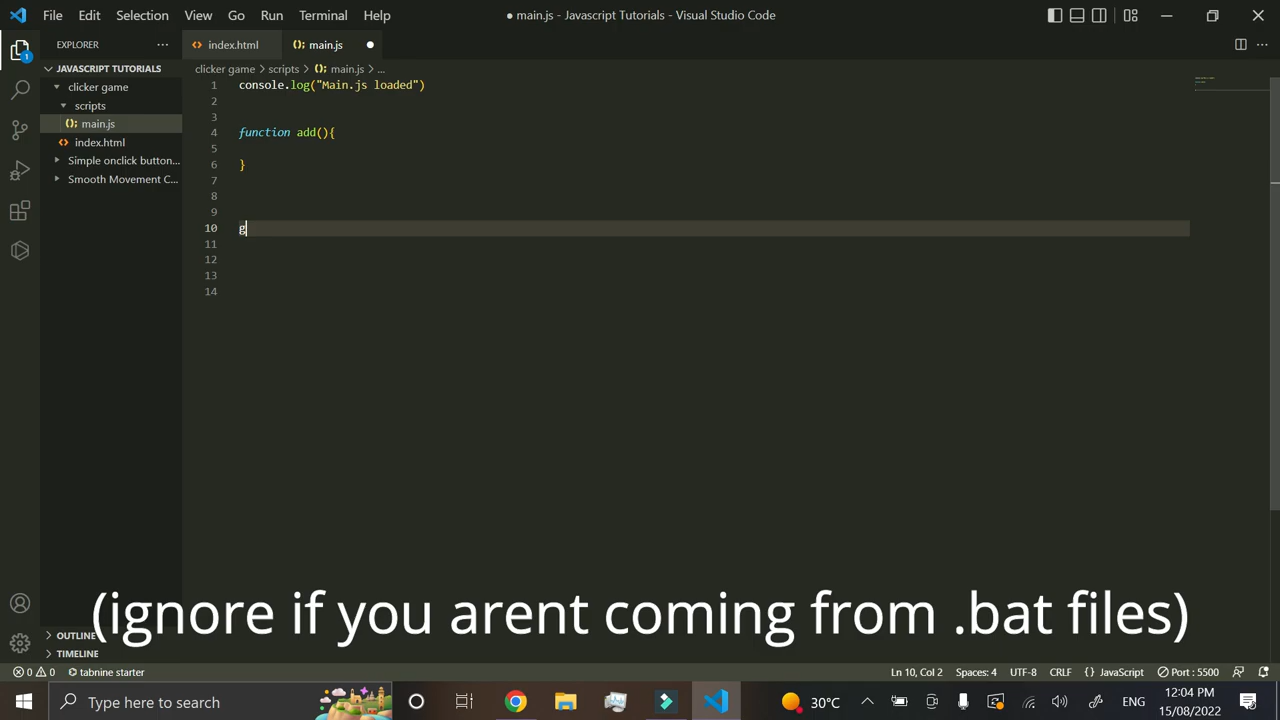 File Edit Selection View Go Run Terminal Help
● main.js - Javascript Tutorials - Visual Studio Code
EXPLORER ...
JAVASCRIPT TUTORIALS
clicker game
scripts
main.js
index.html
Simple onclick button...
Smooth Movement C...
OUTLINE
TIMELINE
1
index.html
main.js
clicker game > scripts > main.js > ...
1 console.log("Main.js loaded")
2
3
4 function add(){
5
6 }
7
8
9
10 g
11
12
13
14
(ignore if you arent coming from .bat files)
0 0 tabnine starter
Ln 10, Col 2 Spaces: 4 UTF-8 CRLF {} JavaScript Port : 5500
Type here to search
30°C
ENG
12:04 PM
15/08/2022